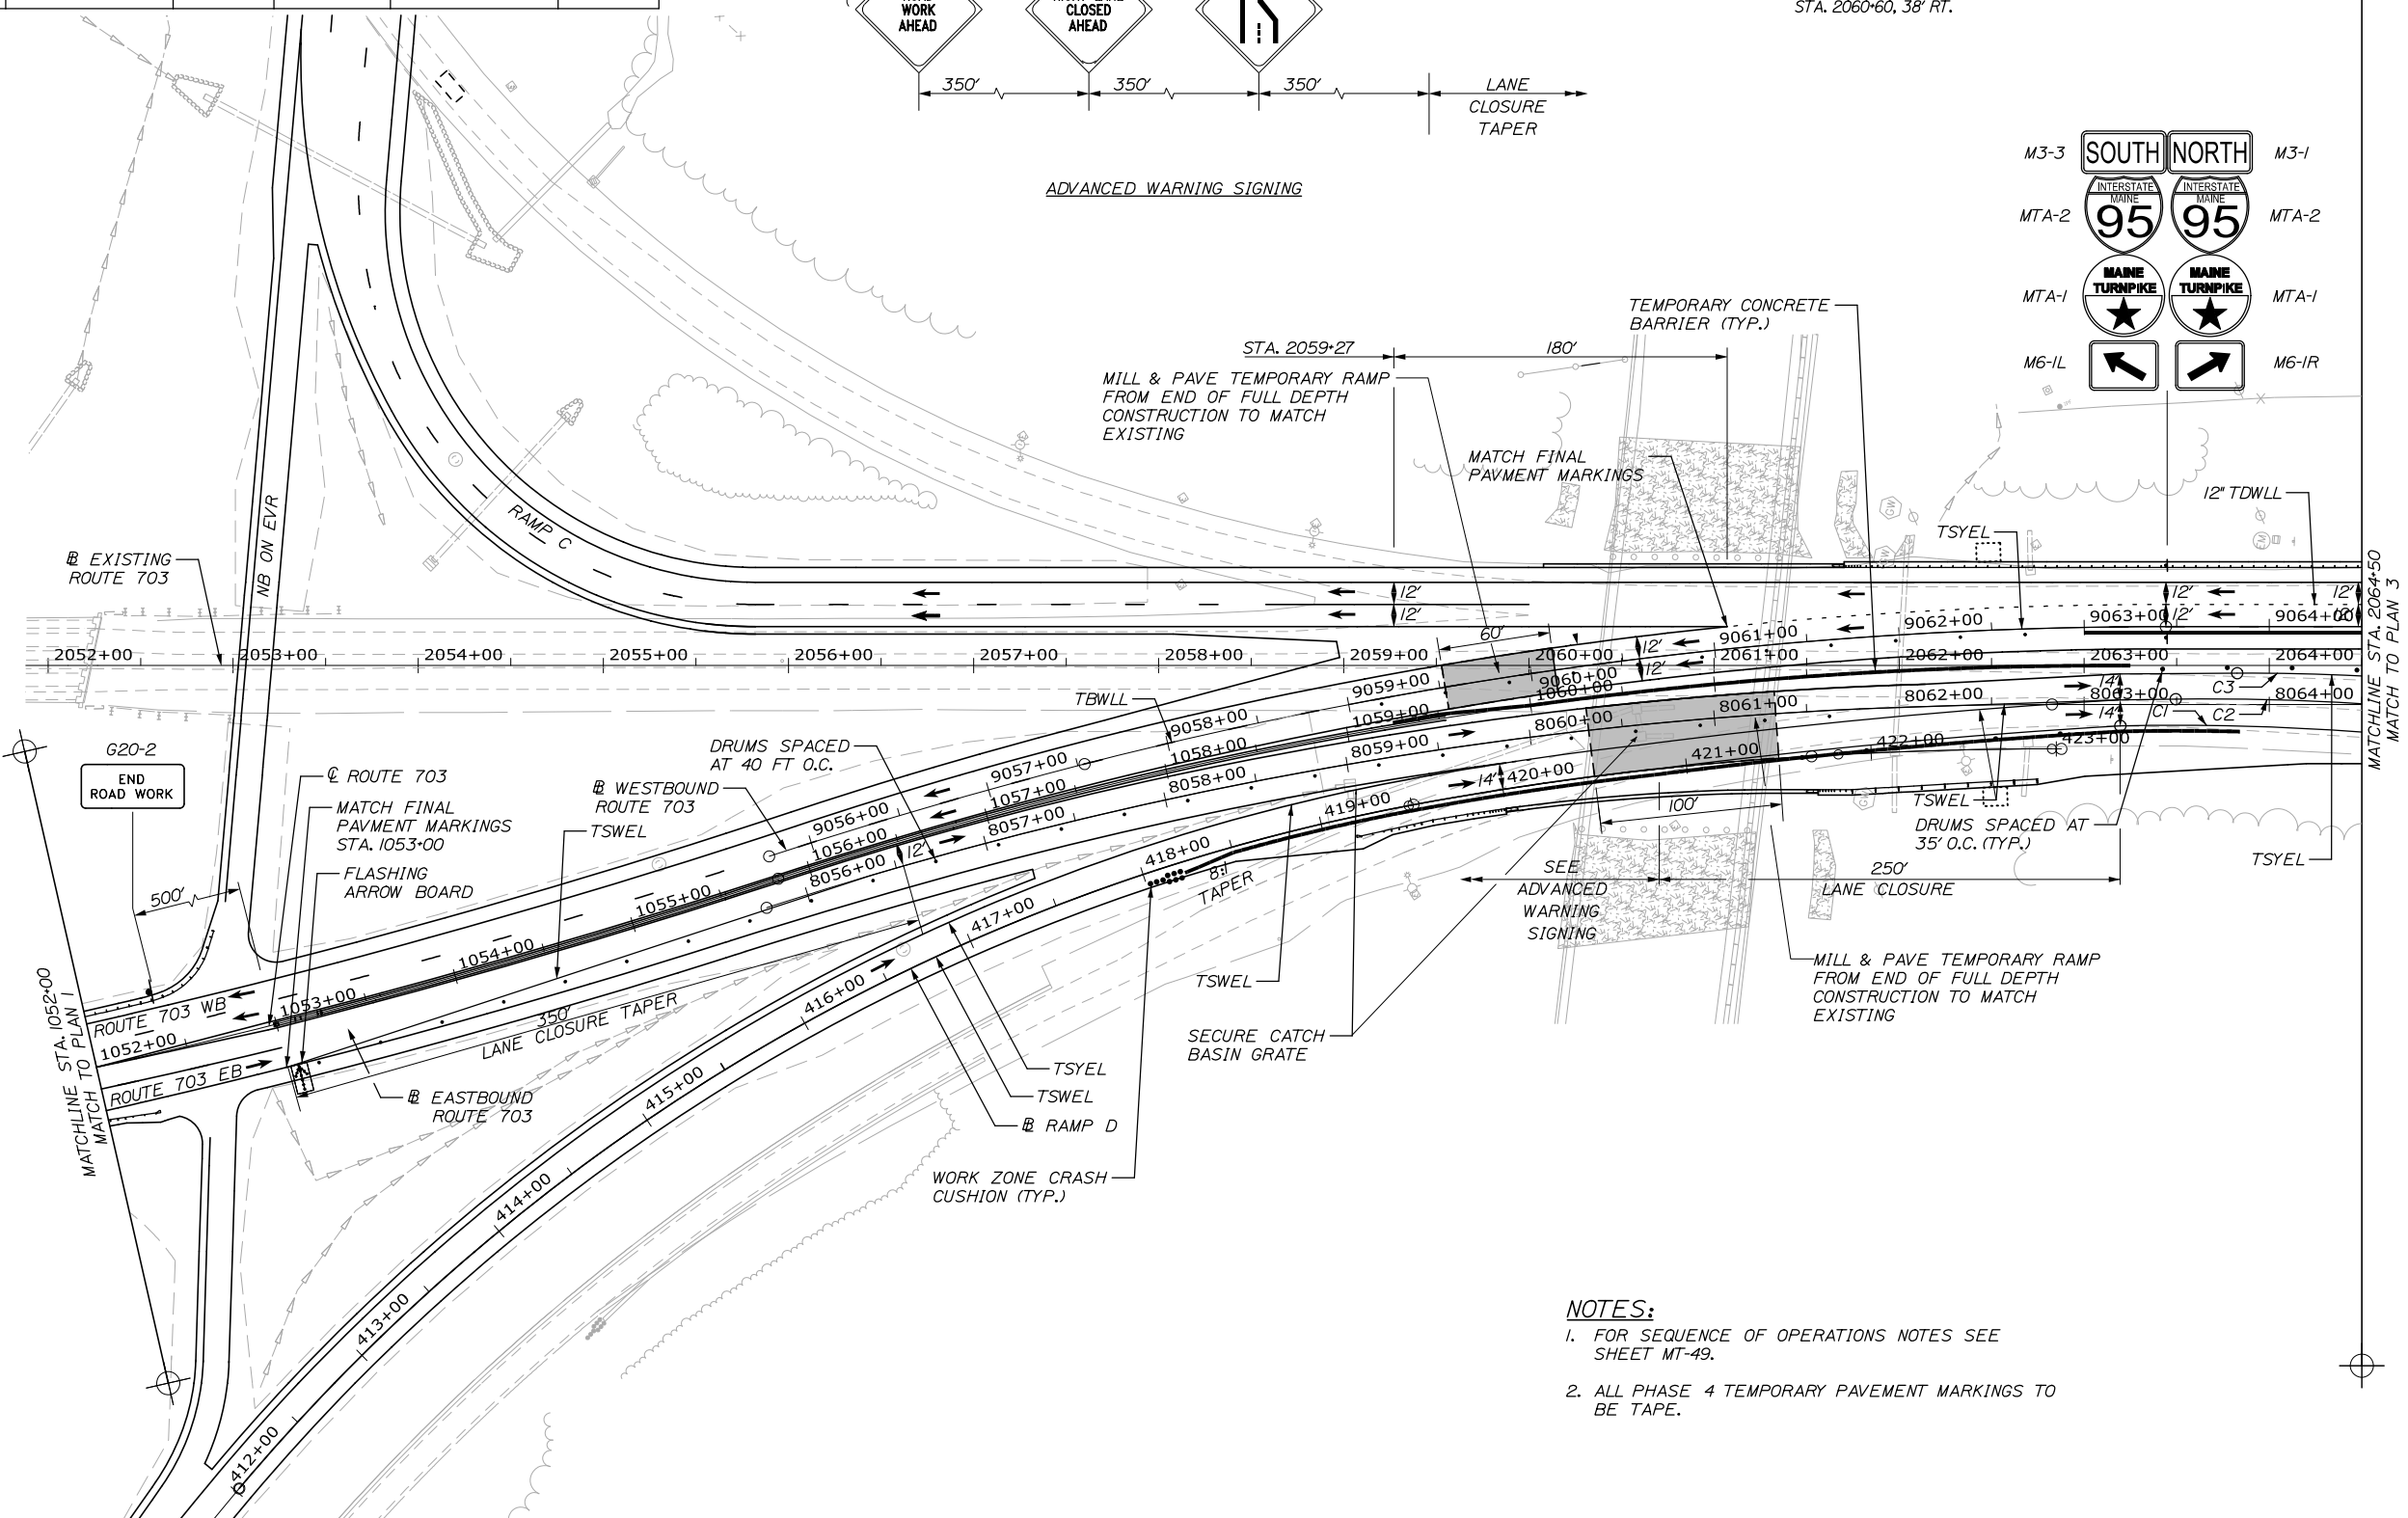 ROAD
WORK
AHEAD
RIGHT LANE
CLOSED
AHEAD
STA. 2060+60, 38' RT.
350'
350'
350'
LANE
CLOSURE
TAPER
ADVANCED WARNING SIGNING
M3-3
SOUTH
NORTH
M3-1
MTA-2
INTERSTATE
MAINE
95
INTERSTATE
MAINE
95
MTA-2
MTA-1
MAINE
TURNPIKE
MAINE
TURNPIKE
MTA-1
M6-1L
M6-1R
TEMPORARY CONCRETE
BARRIER (TYP.)
STA. 2059+27
180'
MILL & PAVE TEMPORARY RAMP
FROM END OF FULL DEPTH
CONSTRUCTION TO MATCH
EXISTING
MATCH FINAL
PAVMENT MARKINGS
12" TDWLL
TSYEL
GW
GW
EM
RAMP C
NB ON EVR
BL EXISTING
ROUTE 703
12'
12'
12'
12'
12'
12'
12'
60'
2052+00
2053+00
2054+00
2055+00
2056+00
2057+00
2058+00
2059+00
2060+00
2061+00
2062+00
2063+00
2064+00
9056+00
9057+00
9058+00
9059+00
9060+00
9061+00
9062+00
9063+00
9064+00
1052+00
1053+00
1054+00
1055+00
1056+00
1057+00
1058+00
1059+00
1060+00
8056+00
8057+00
8058+00
8059+00
8060+00
8061+00
8062+00
8063+00
8064+00
412+00
413+00
414+00
415+00
416+00
417+00
418+00
419+00
420+00
421+00
422+00
423+00
14'
14'
14'
C3
C1
C2
MATCHLINE STA. 2064+50
MATCH TO PLAN 3
TBWLL
DRUMS SPACED
AT 40 FT O.C.
BL WESTBOUND
ROUTE 703
TSWEL
12'
G20-2
END
ROAD WORK
CL ROUTE 703
MATCH FINAL
PAVMENT MARKINGS
STA. 1053+00
FLASHING
ARROW BOARD
500'
ROUTE 703 WB
ROUTE 703 EB
MATCHLINE STA. 1052+00
MATCH TO PLAN 1
350'
LANE CLOSURE TAPER
BL EASTBOUND
ROUTE 703
8:1
TAPER
100'
SEE
ADVANCED
WARNING
SIGNING
250'
LANE CLOSURE
TSWEL
DRUMS SPACED AT
35' O.C. (TYP.)
GW
TSYEL
TSWEL
SECURE CATCH
BASIN GRATE
MILL & PAVE TEMPORARY RAMP
FROM END OF FULL DEPTH
CONSTRUCTION TO MATCH
EXISTING
TSYEL
TSWEL
BL RAMP D
WORK ZONE CRASH
CUSHION (TYP.)
NOTES:
1. FOR SEQUENCE OF OPERATIONS NOTES SEE
SHEET MT-49.
2. ALL PHASE 4 TEMPORARY PAVEMENT MARKINGS TO
BE TAPE.